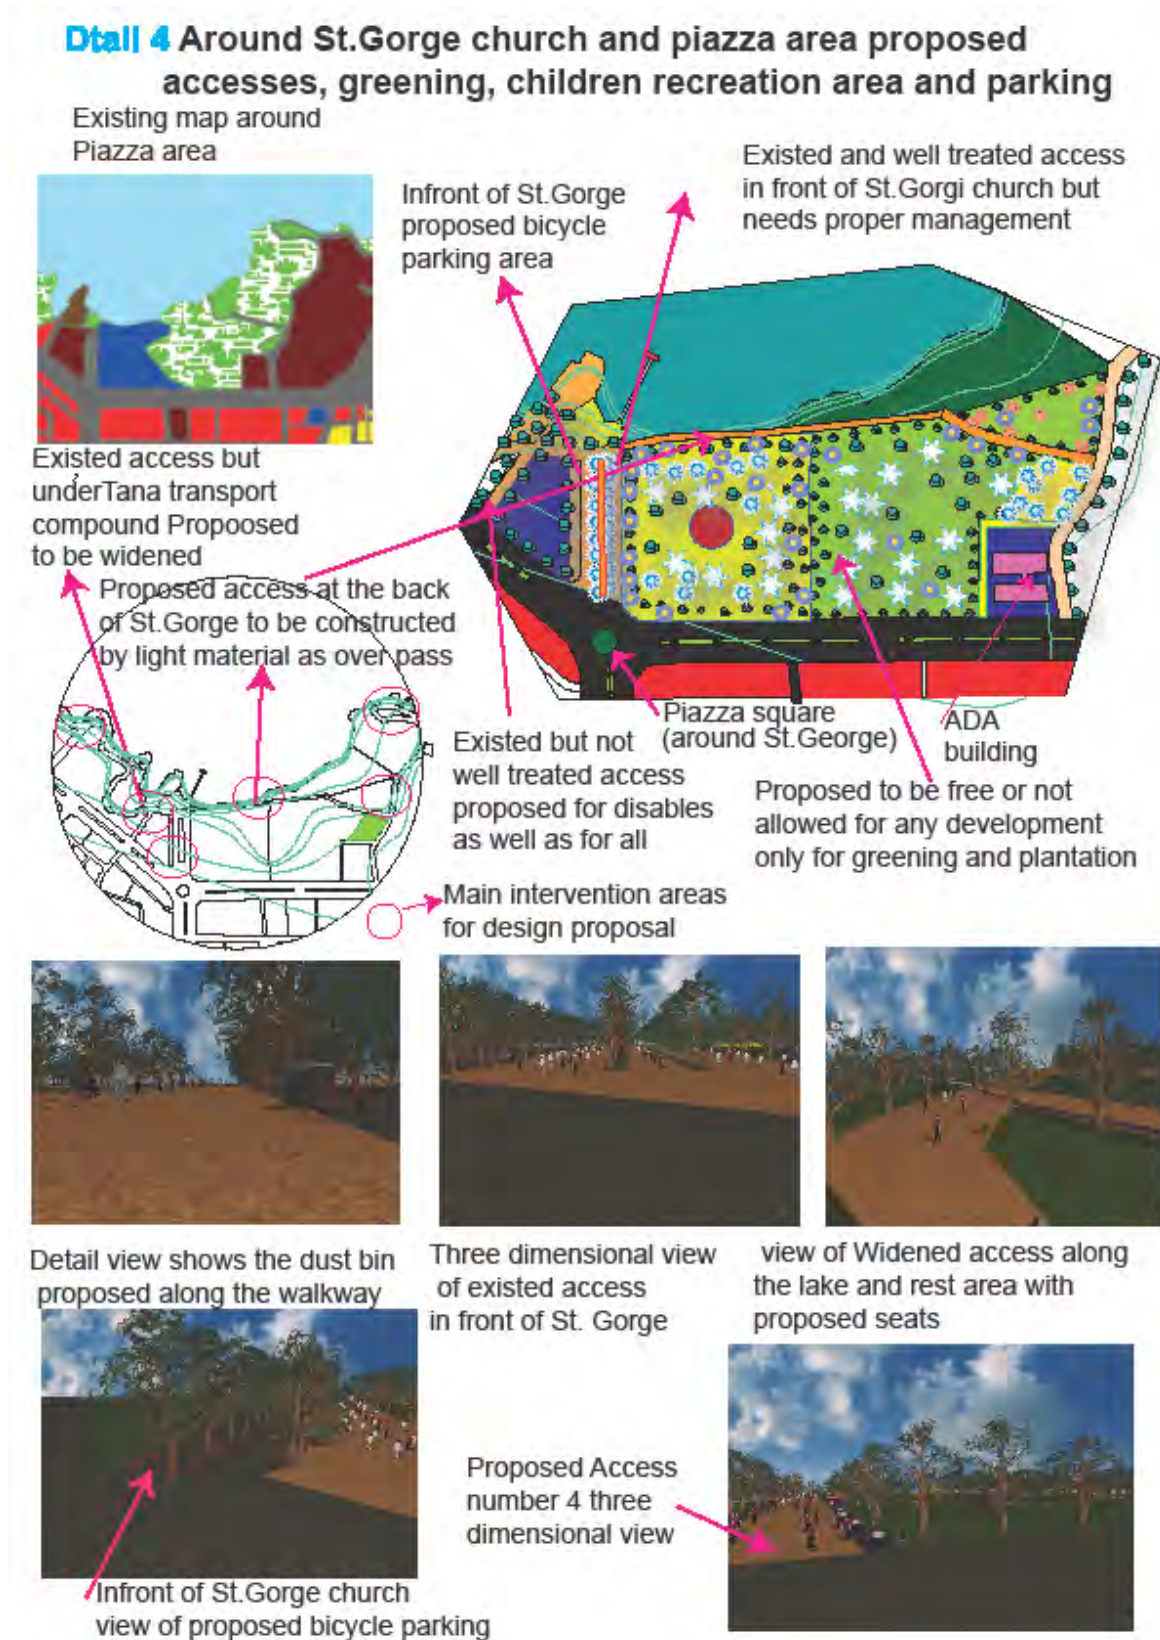 Dtail 4 Around St.Gorge church and piazza area proposed
accesses, greening, children recreation area and parking
Existing map around
Piazza area
Infront of St.Gorge
proposed bicycle
parking area
Existed and well treated access
in front of St.Gorgi church but
needs proper management
Existed access but
underTana transport
compound Propoosed
to be widened
Proposed access at the back
of St.Gorge to be constructed
by light material as over pass
Existed but not
well treated access
proposed for disables
as well as for all
Piazza square
(around St.George)
ADA
building
Proposed to be free or not
allowed for any development
only for greening and plantation
Main intervention areas
for design proposal
Detail view shows the dust bin
proposed along the walkway
Three dimensional view
of existed access
in front of St. Gorge
view of Widened access along
the lake and rest area with
proposed seats
Proposed Access
number 4 three
dimensional view
Infront of St.Gorge church
view of proposed bicycle parking